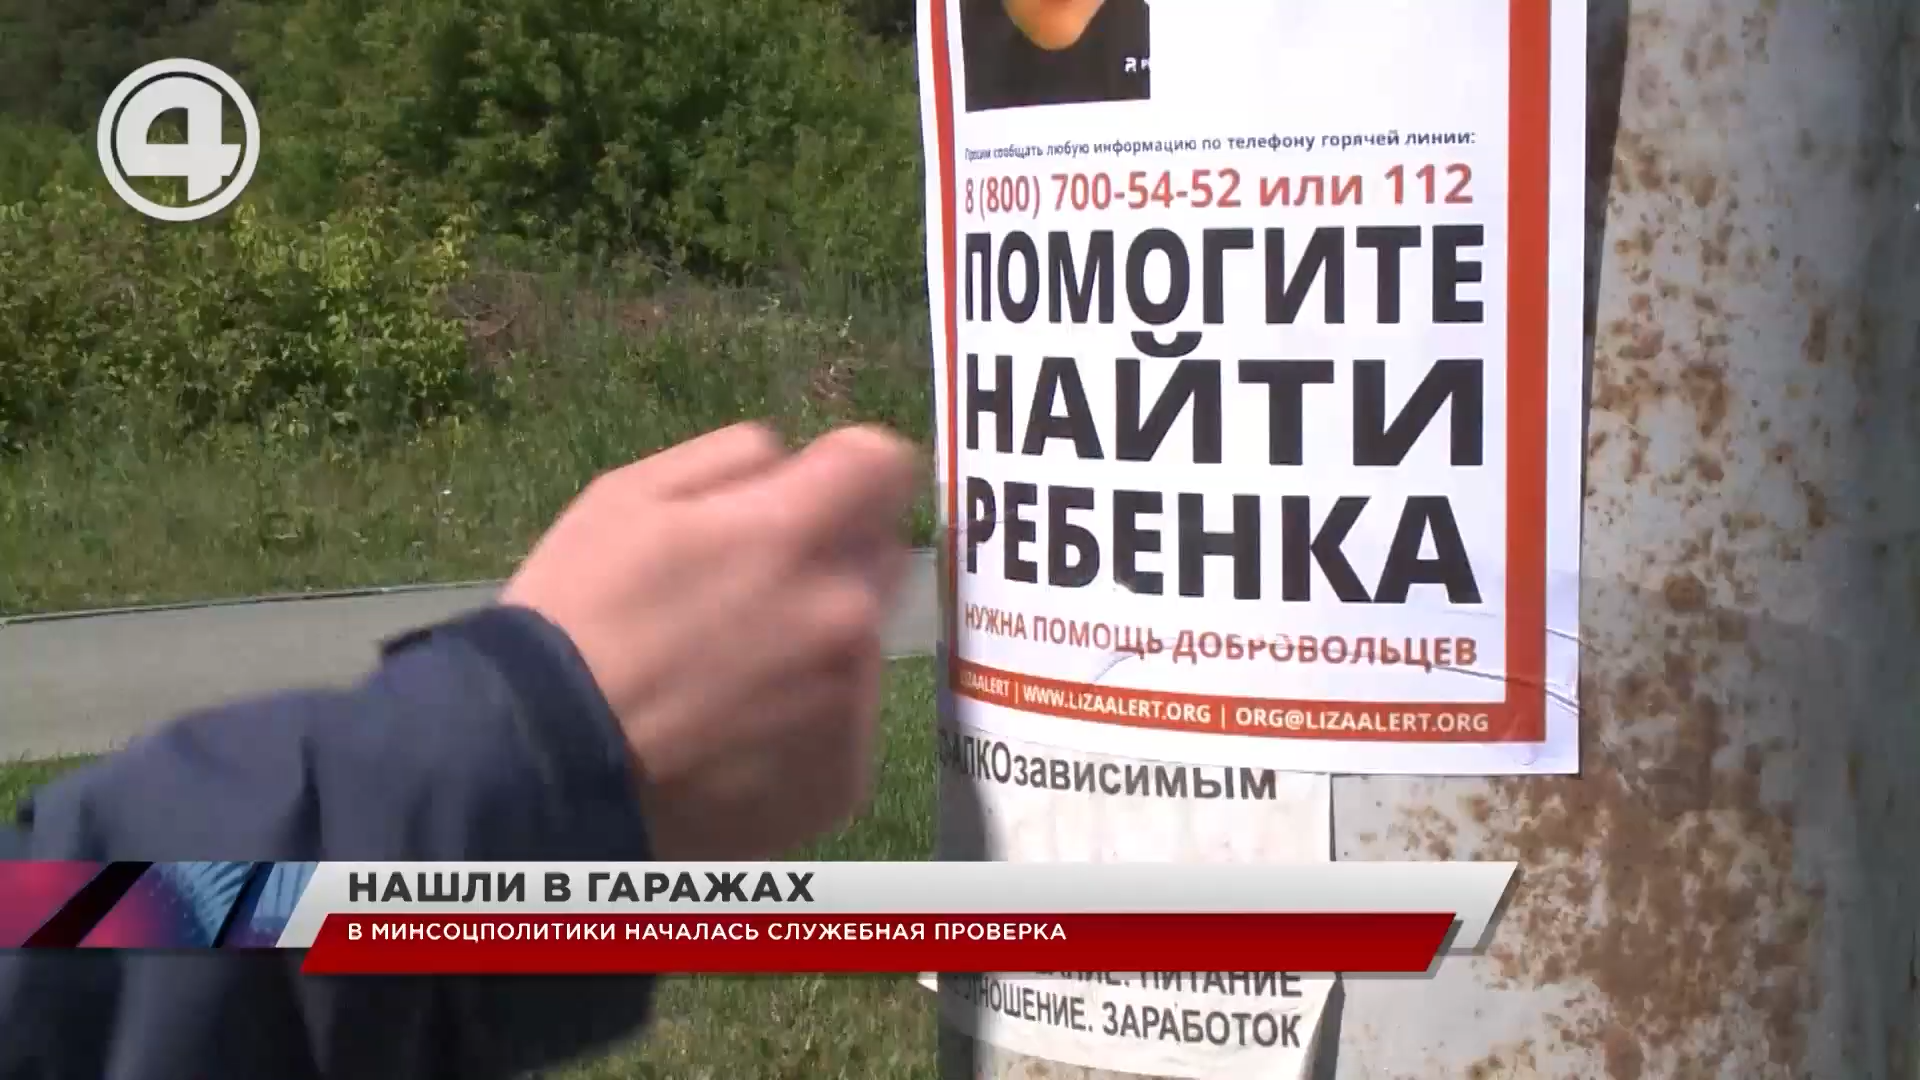 4
Просим сообщать любую информацию по телефону горячей линии:
8 (800) 700-54-52 или 112
ПОМОГИТЕ
НАЙТИ
РЕБЕНКА
НУЖНА ПОМОЩЬ ДОБРОВОЛЬЦЕВ
LIZAALERT | WWW.LIZAALERT.ORG | ORG@LIZAALERT.ORG
НАШЛИ В ГАРАЖАХ
В МИНСОЦПОЛИТИКИ НАЧАЛАСЬ СЛУЖЕБНАЯ ПРОВЕРКА
ПИТАНИЕ
ЗАРАБОТОК